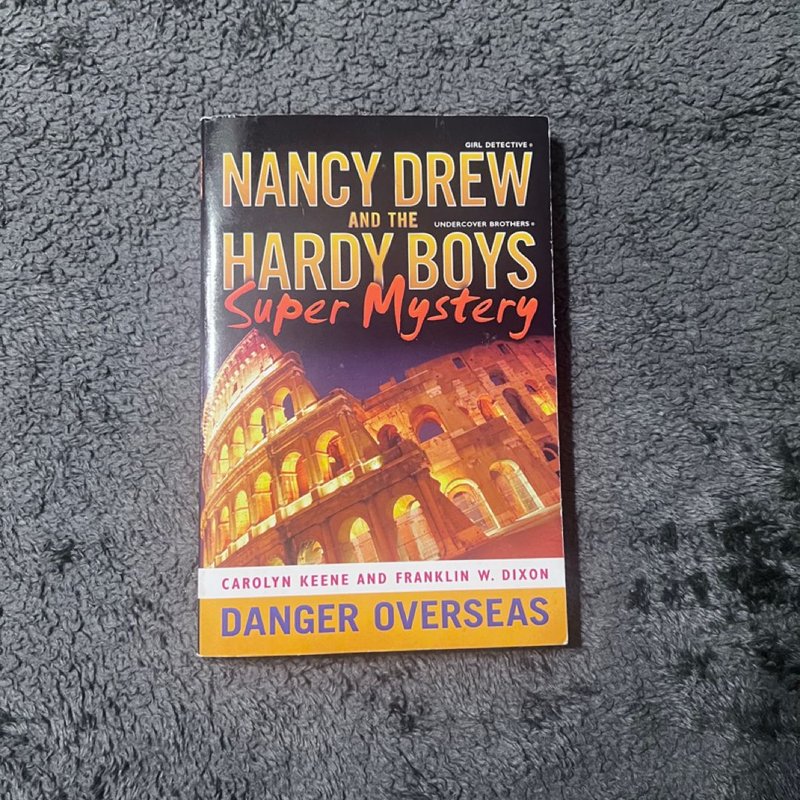 GIRL DETECTIVE®
NANCY DREW
AND THE
UNDERCOVER BROTHERS®
HARDY BOYS
Super Mystery
CAROLYN KEENE AND FRANKLIN W. DIXON
DANGER OVERSEAS